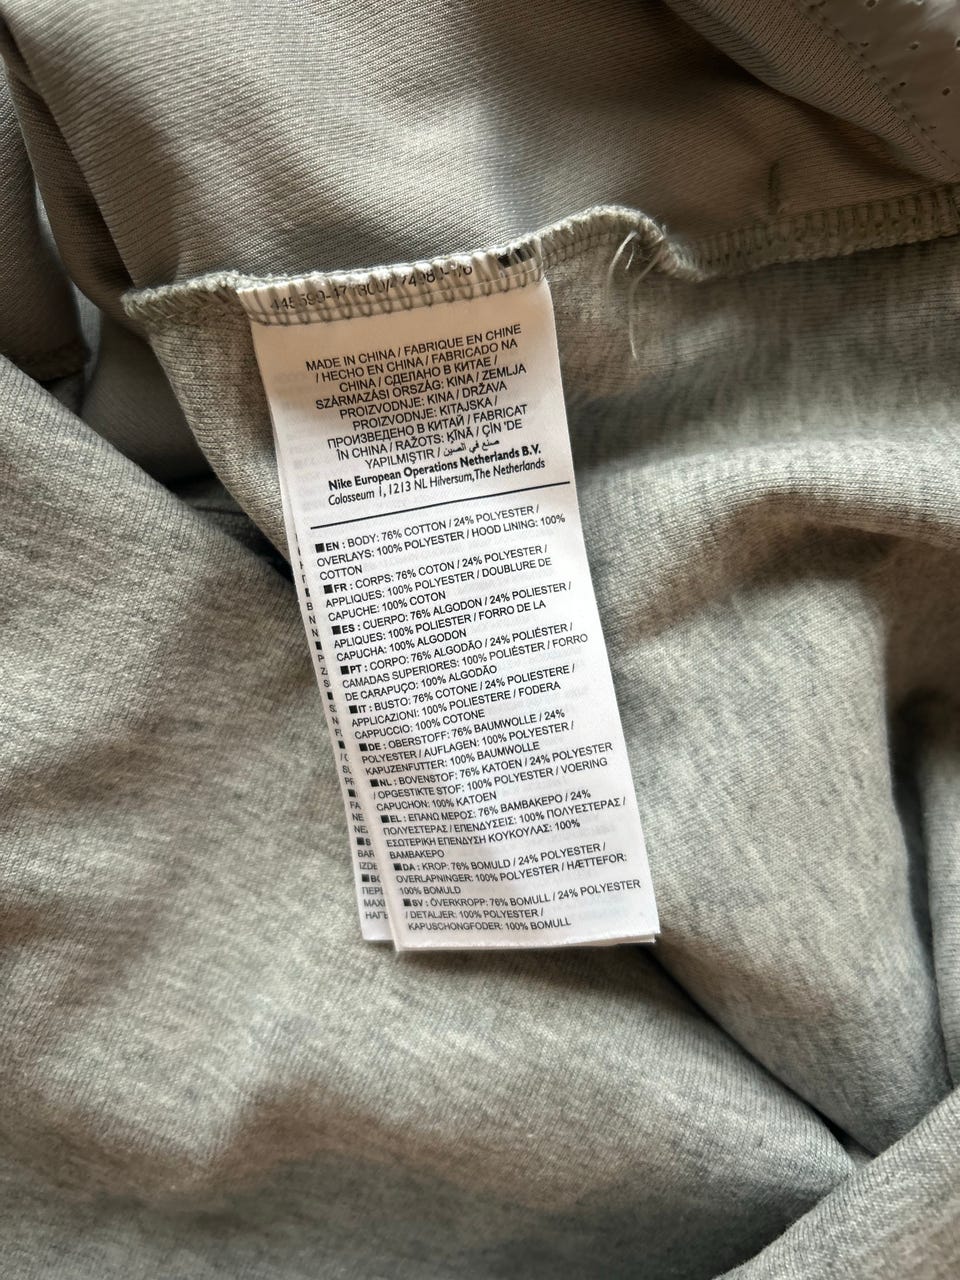 MADE IN CHINA / FABRIQUE EN CHINE
/ HECHO EN CHINA / FABRICADO NA
CHINA / СДЕЛАНО В КИТАЕ /
SZÁRMAZÁSI ORSZÁG: KINA / ZEMLJA
PROIZVODNJE: KINA / DRŽAVA
PROIZVODNJE: KITAJSKA /
ПРОИЗВЕДЕНО В КИТАЙ / FABRICAT
ÎN CHINA / RAŽOTS: ĶĪNĀ / ÇİN 'DE
YAPILMIŞTIR / صنع في الصين
Nike European Operations Netherlands B.V.
Colosseum 1, 1213 NL Hilversum,The Netherlands
■EN : BODY: 76% COTTON / 24% POLYESTER /
OVERLAYS: 100% POLYESTER / HOOD LINING: 100%
COTTON
■FR : CORPS: 76% COTON / 24% POLYESTER /
APPLIQUES: 100% POLYESTER / DOUBLURE DE
CAPUCHE: 100% COTON
■ES : CUERPO: 76% ALGODON / 24% POLIESTER /
APLIQUES: 100% POLIESTER / FORRO DE LA
CAPUCHA: 100% ALGODON
■PT : CORPO: 76% ALGODÃO / 24% POLIÉSTER /
CAMADAS SUPERIORES: 100% POLIÉSTER / FORRO
DE CARAPUÇO: 100% ALGODÃO
■IT : BUSTO: 76% COTONE / 24% POLIESTERE /
APPLICAZIONI: 100% POLIESTERE / FODERA
CAPPUCCIO: 100% COTONE
■DE : OBERSTOFF: 76% BAUMWOLLE / 24%
POLYESTER / AUFLAGEN: 100% POLYESTER /
KAPUZENFUTTER: 100% BAUMWOLLE
■NL : BOVENSTOF: 76% KATOEN / 24% POLYESTER
/ OPGESTIKTE STOF: 100% POLYESTER / VOERING
CAPUCHON: 100% KATOEN
■EL : ΕΠΑΝΩ ΜΕΡΟΣ: 76% ΒΑΜΒΑΚΕΡΟ / 24%
ΠΟΛΥΕΣΤΕΡΑΣ / ΕΠΕΝΔΥΣΕΙΣ: 100% ΠΟΛΥΕΣΤΕΡΑΣ /
ΕΣΩΤΕΡΙΚΗ ΕΠΕΝΔΥΣΗ ΚΟΥΚΟΥΛΑΣ: 100%
ΒΑΜΒΑΚΕΡΟ
■DA : KROP: 76% BOMULD / 24% POLYESTER /
OVERLAPNINGER: 100% POLYESTER / HÆTTEFOR:
100% BOMULD
■SV : ÖVERKROPP: 76% BOMULL / 24% POLYESTER
/ DETALJER: 100% POLYESTER /
KAPUSCHONGFODER: 100% BOMULL